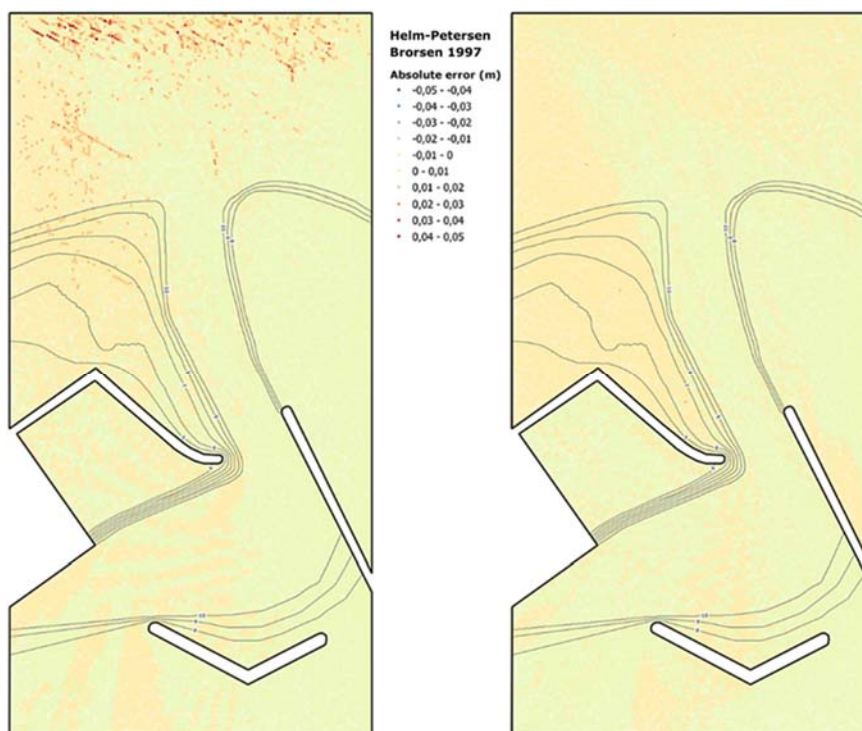 Helm-Petersen
Brorsen 1997
Absolute error (m)
-0,05 - -0,04
-0,04 - -0,03
-0,03 - -0,02
-0,02 - -0,01
-0,01 - 0
0 - 0,01
0,01 - 0,02
0,02 - 0,03
0,03 - 0,04
0,04 - 0,05